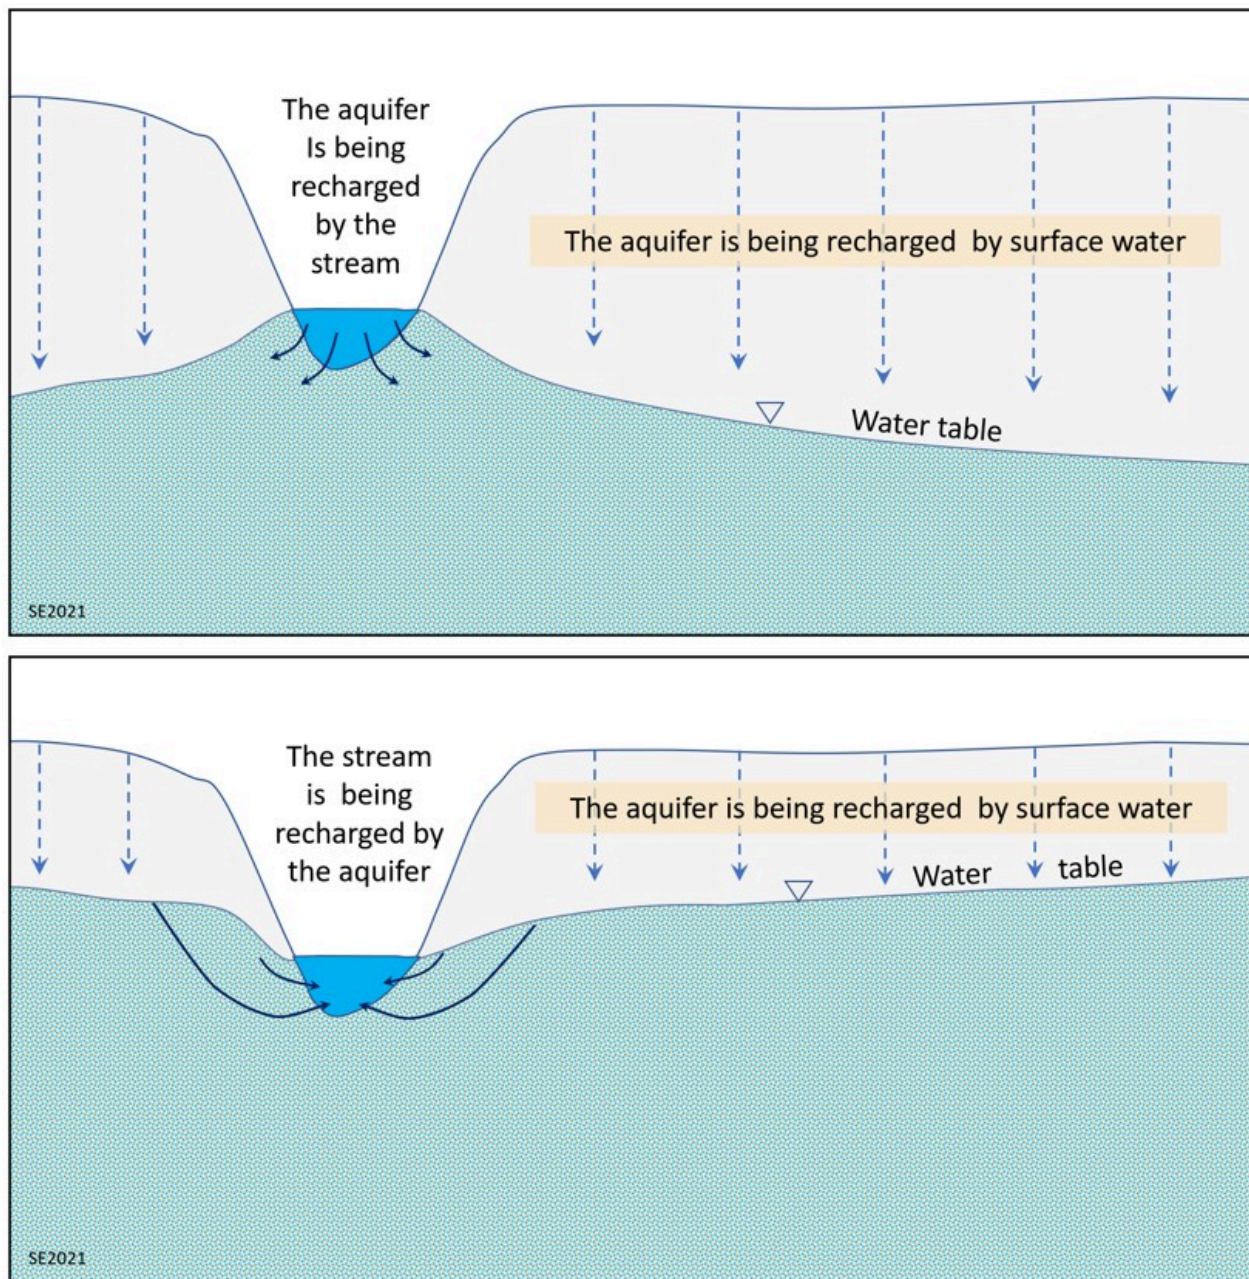 The aquifer
Is being
recharged
by the
stream
The aquifer is being recharged by surface water
Water table
SE2021
The stream
is being
recharged by
the aquifer
The aquifer is being recharged by surface water
Water table
SE2021